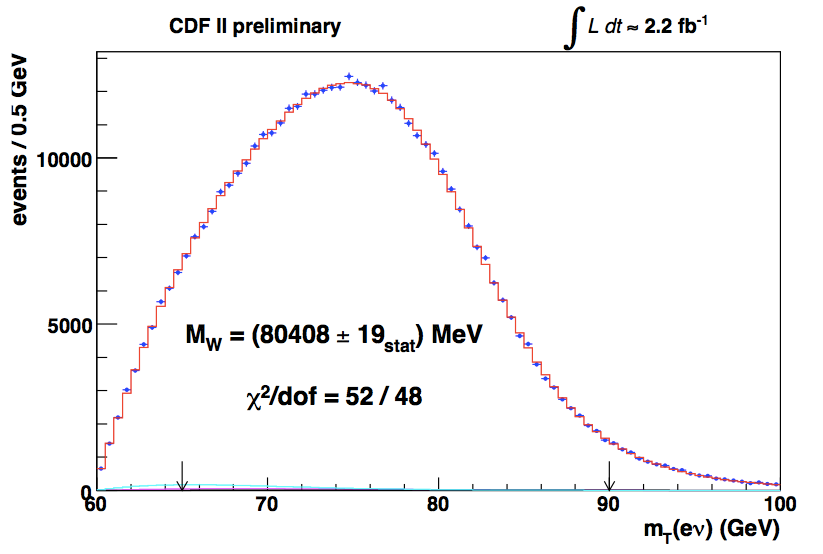 CDF II preliminary
∫ L dt ≈ 2.2 fb⁻¹
events / 0.5 GeV
10000
5000
0
M_W = (80408 ± 19_stat) MeV
χ²/dof = 52 / 48
60 70 80 90 100
m_T(eν) (GeV)